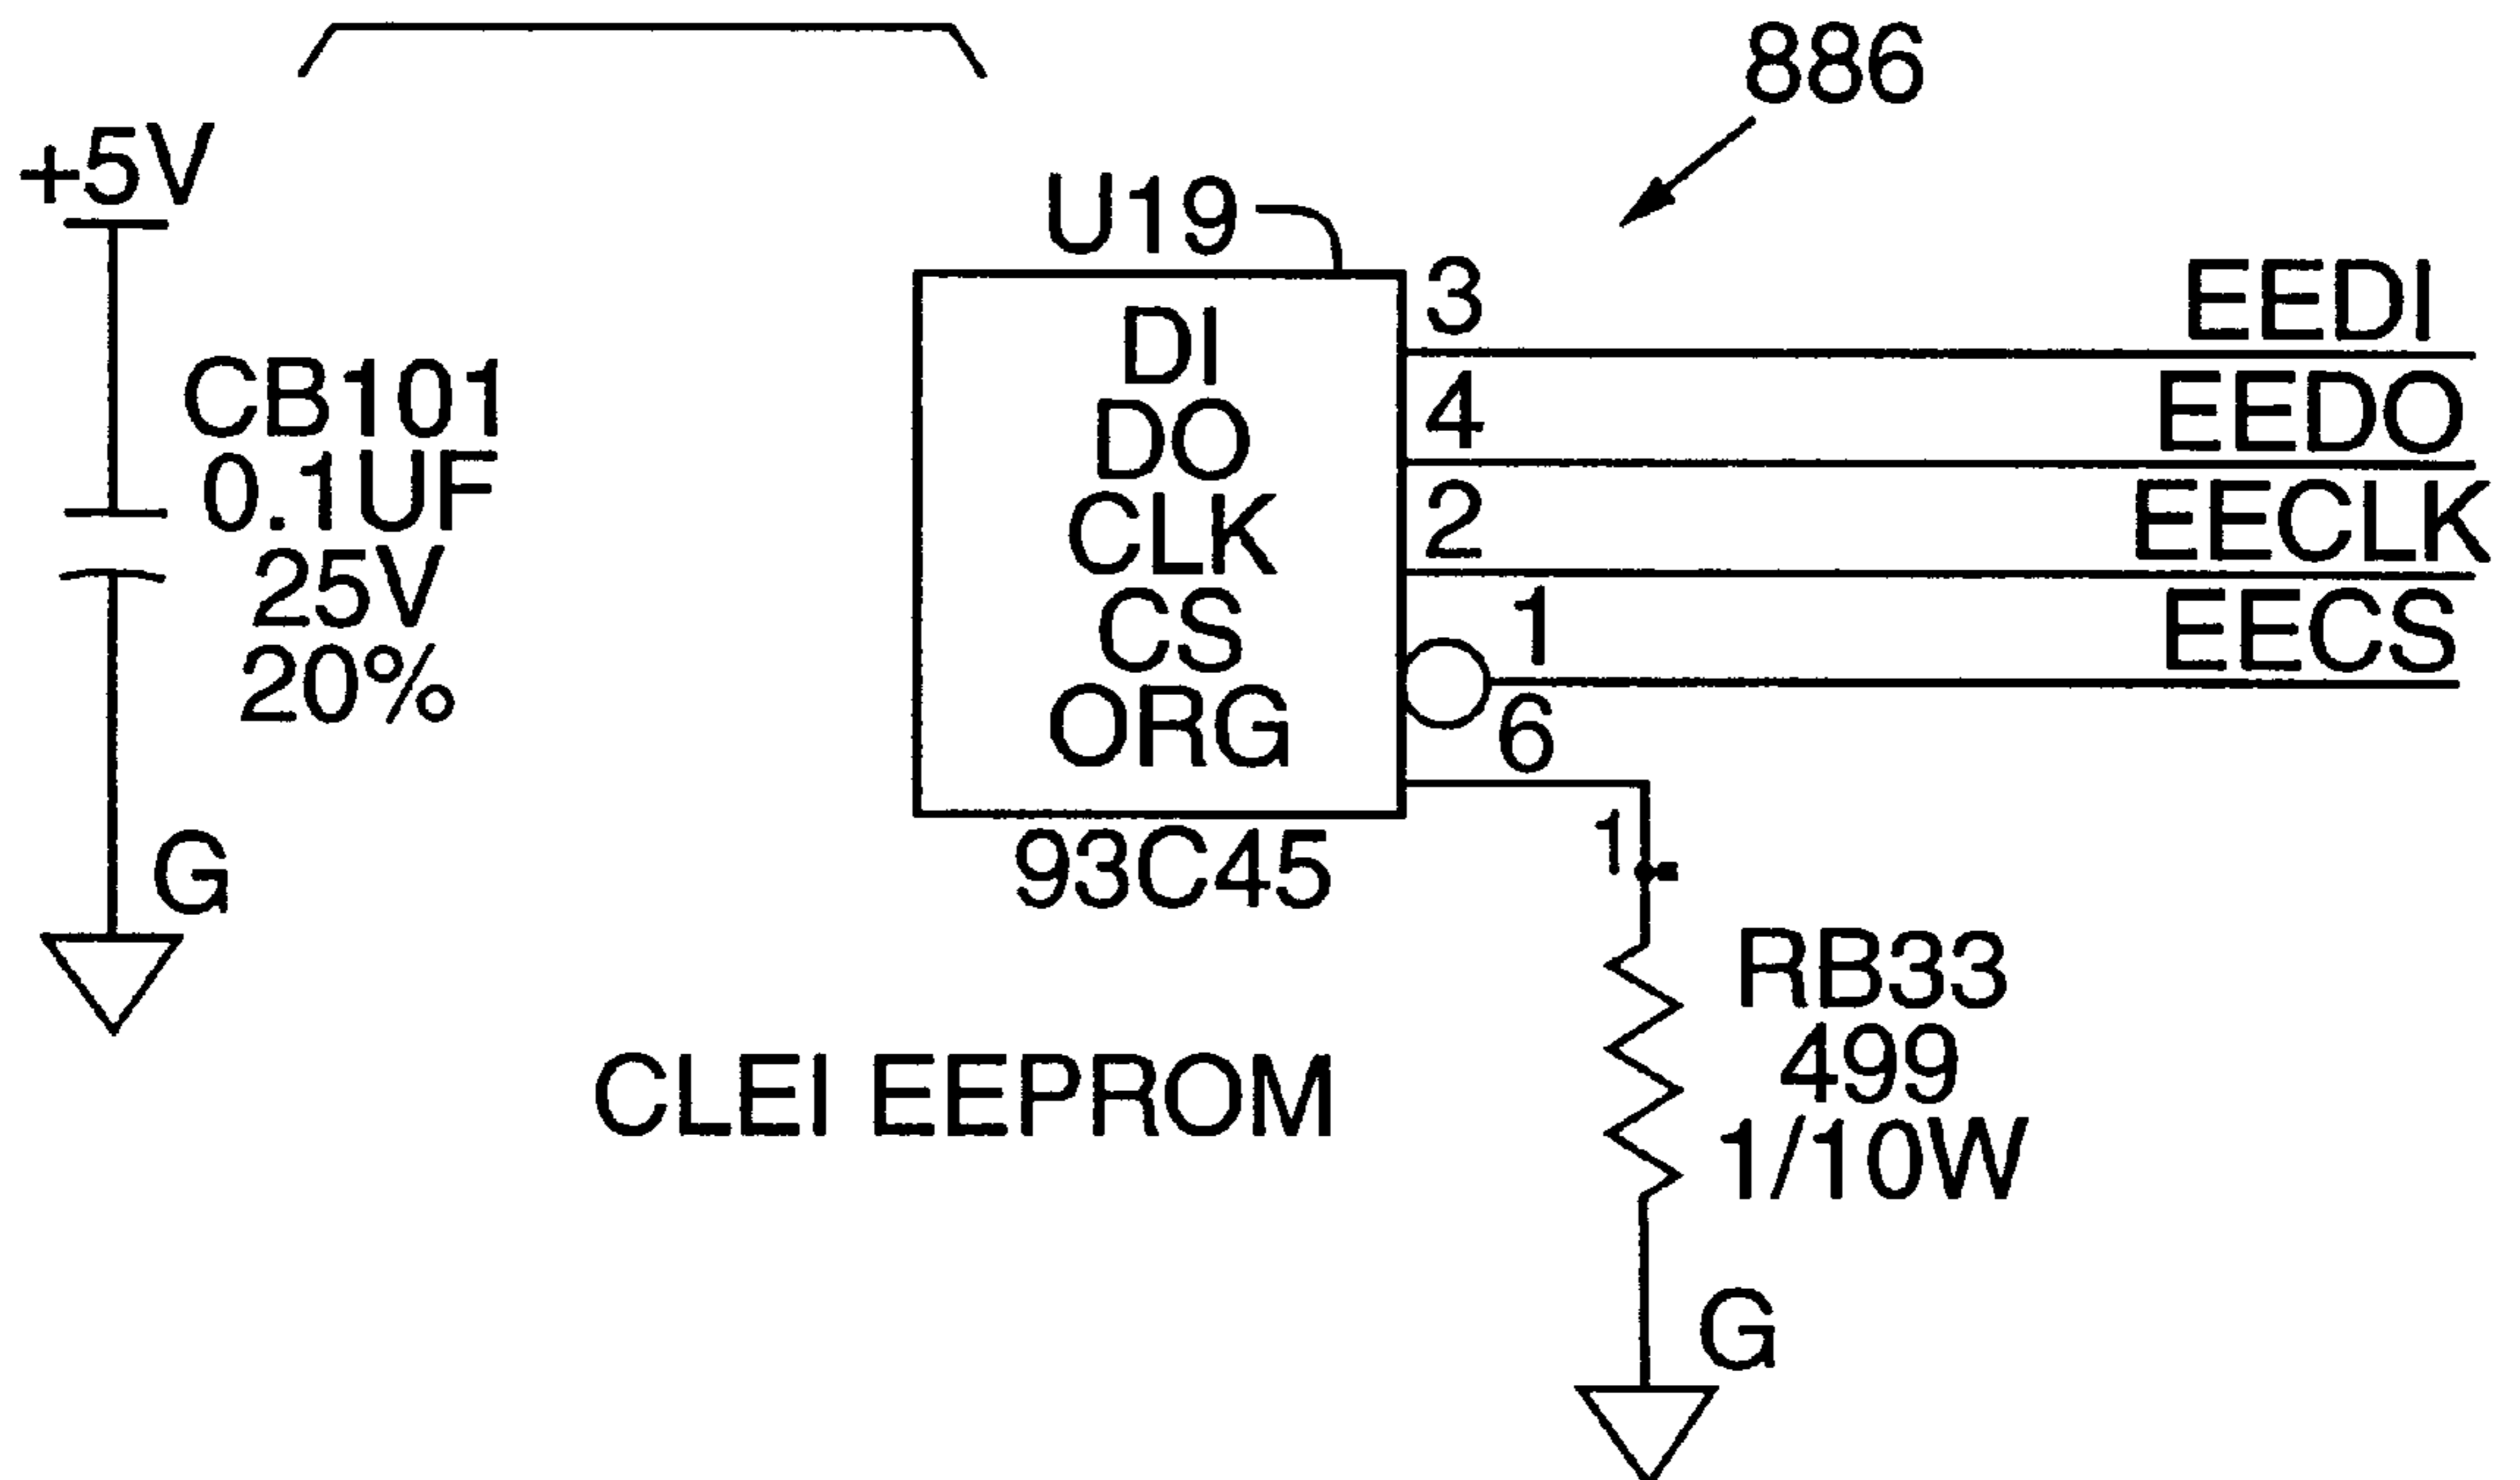 886
+5V
U19
CB101
0.1UF
25V
20%
G
DI
DO
CLK
CS
ORG
93C45
3
EEDI
4
EEDO
2
EECLK
1
EECS
6
1
RB33
499
1/10W
G
CLEI EEPROM